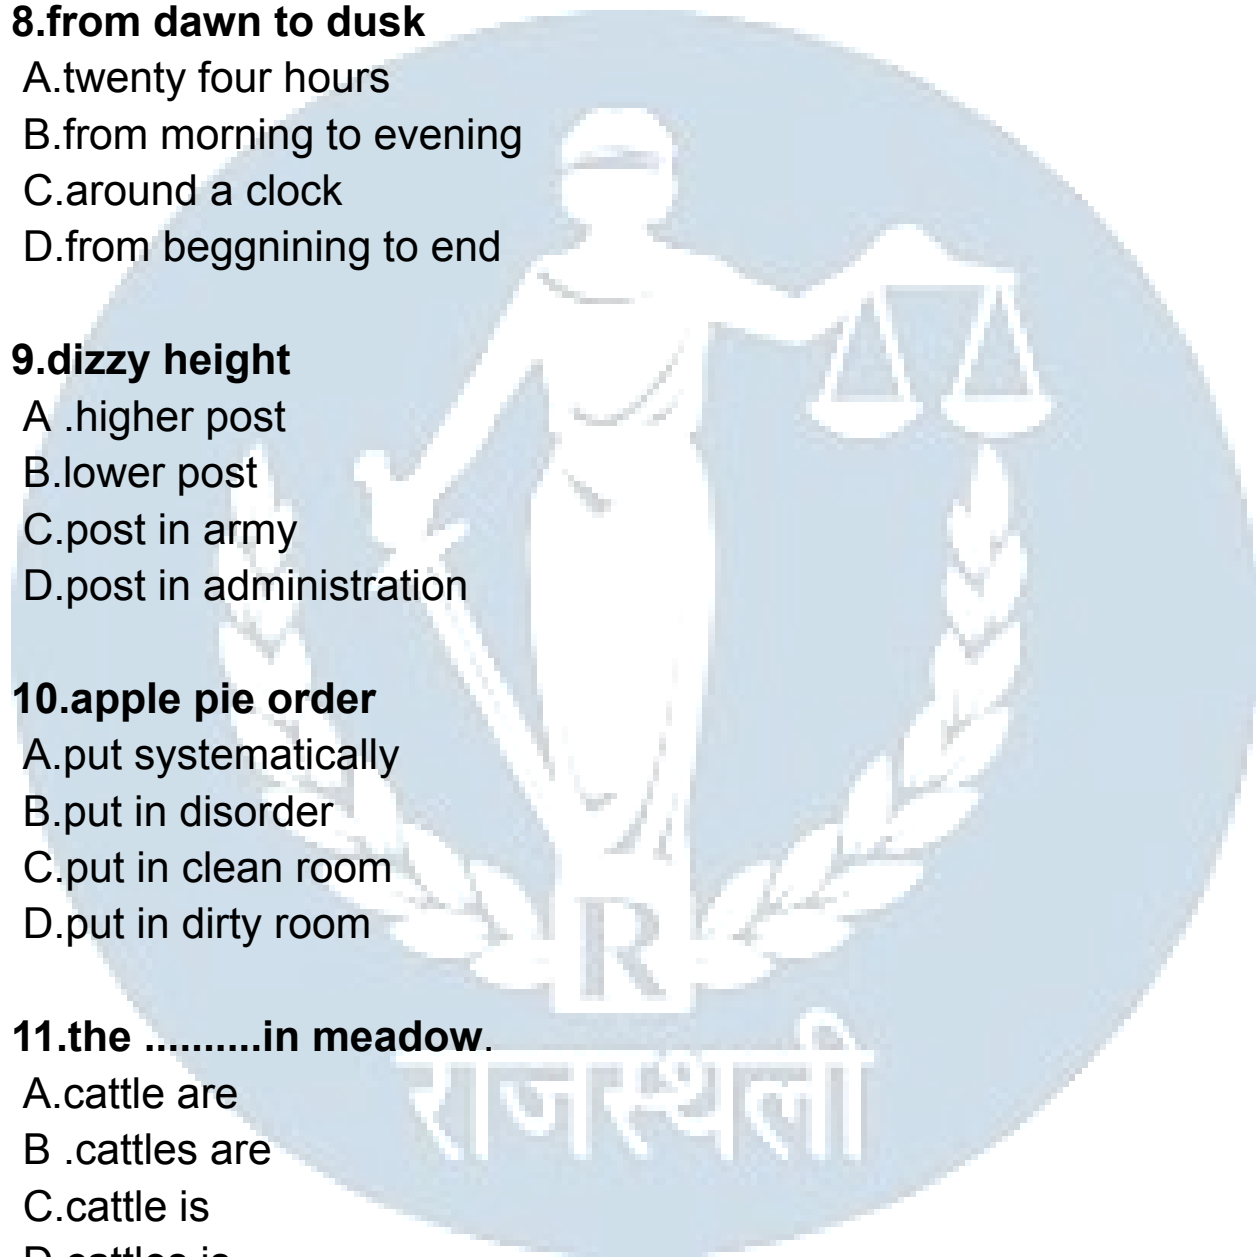 8.from dawn to dusk
A.twenty four hours
B.from morning to evening
C.around a clock
D.from beggnining to end
9.dizzy height
A .higher post
B.lower post
C.post in army
D.post in administration
10.apple pie order
A.put systematically
B.put in disorder
C.put in clean room
D.put in dirty room
11.the ..........in meadow.
A.cattle are
B .cattles are
C.cattle is
D.cattles is
R
राजस्थली